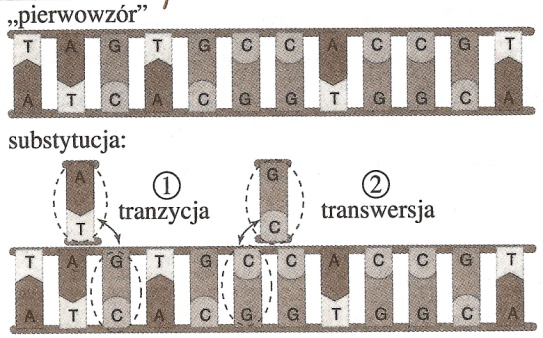 „pierwowzór”
T A G T G C C A C C G T
A T C A C G G T G G C A
substytucja:
A
T
1
tranzycja
G
C
2
transwersja
T A G T G C C A C C G T
A T C A C G G T G G C A